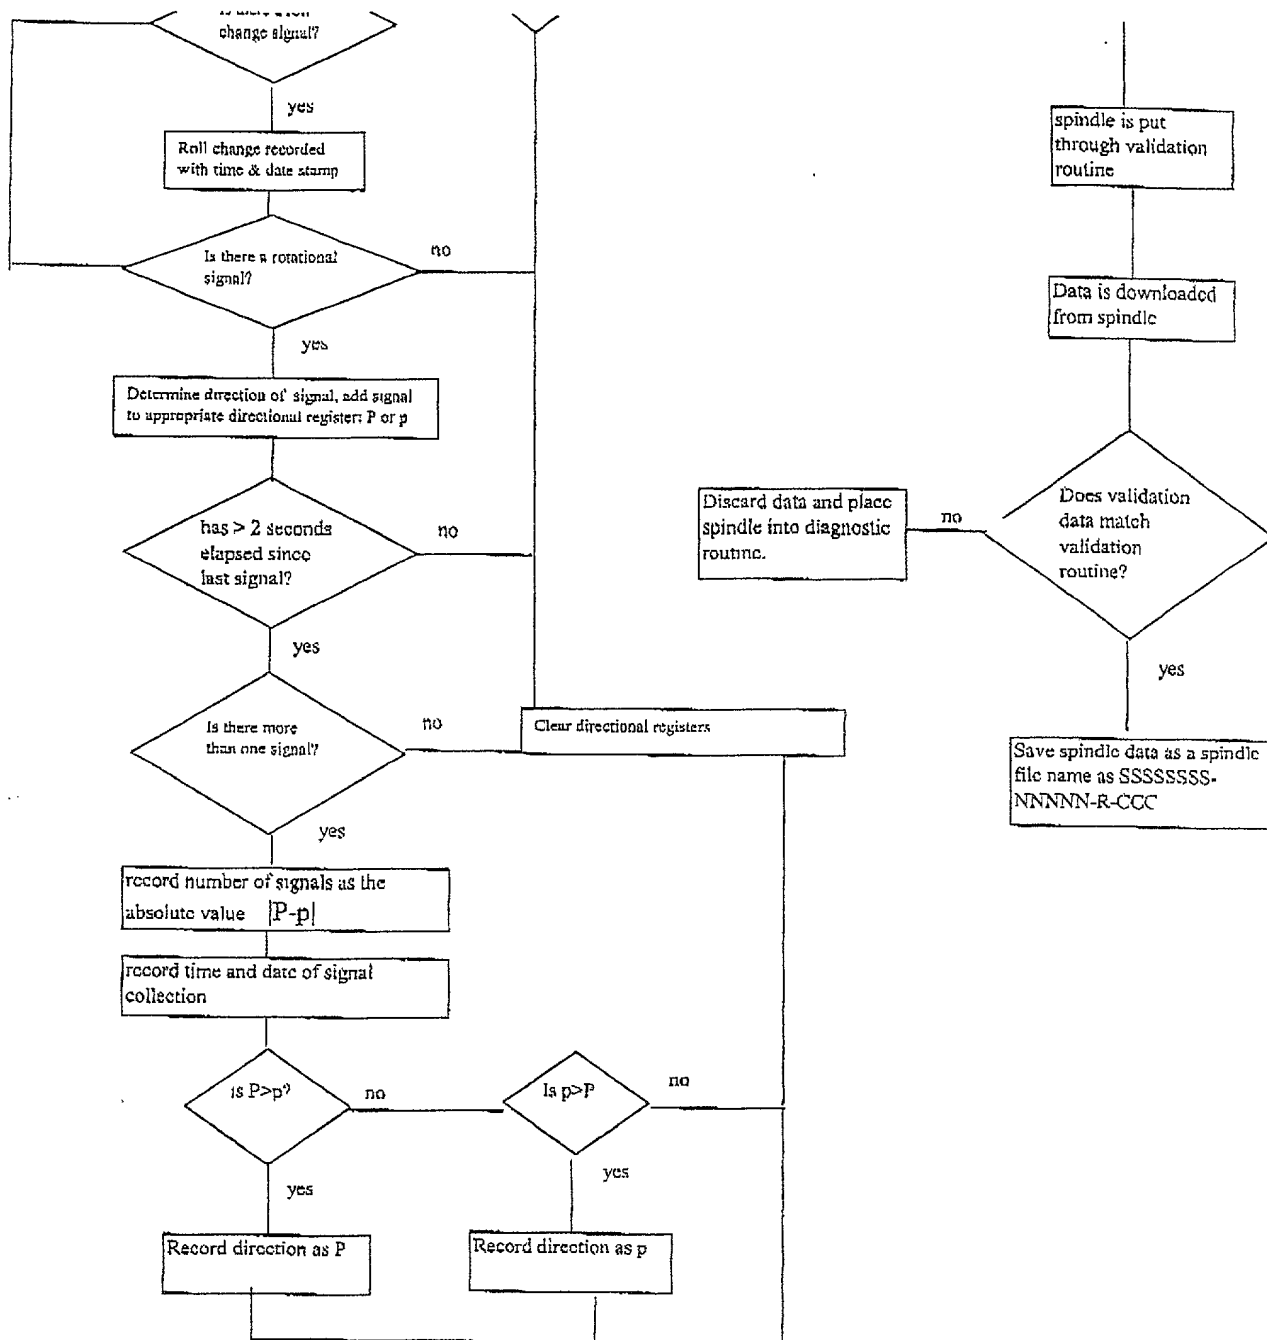 change signal?
yes
Roll change recorded
with time & date stamp
Is there a rotational
signal?
no
yes
Determine direction of signal, add signal
to appropriate directional register: P or p
has > 2 seconds
elapsed since
last signal?
no
yes
Is there more
than one signal?
no
Clear directional registers
yes
record number of signals as the
absolute value |P-p|
record time and date of signal
collection
is P>p?
no
Is p>P
no
yes
yes
Record direction as P
Record direction as p
spindle is put
through validation
routine
Data is downloaded
from spindle
Does validation
data match
validation
routine?
no
Discard data and place
spindle into diagnostic
routine.
yes
Save spindle data as a spindle
file name as SSSSSSSS-
NNNNN-R-CCC